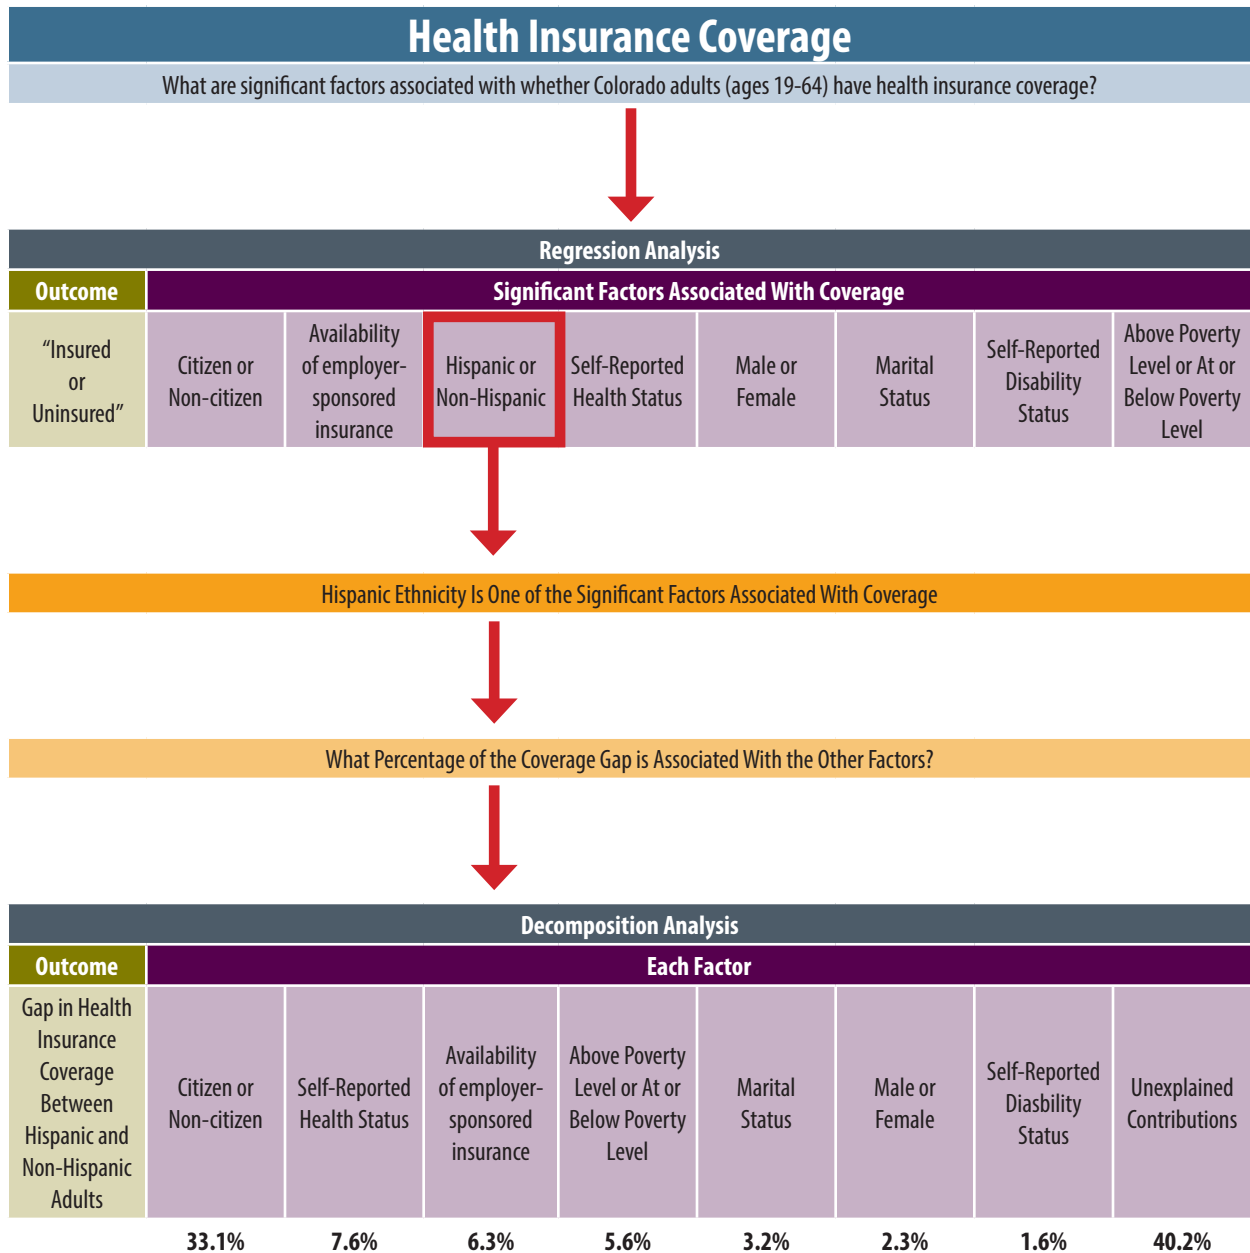 Health Insurance Coverage
What are significant factors associated with whether Colorado adults (ages 19-64) have health insurance coverage?
Regression Analysis
Outcome
Significant Factors Associated With Coverage
“Insured
or
Uninsured”
Citizen or
Non-citizen
Availability
of employer-
sponsored
insurance
Hispanic or
Non-Hispanic
Self-Reported
Health Status
Male or
Female
Marital
Status
Self-Reported
Disability
Status
Above Poverty
Level or At or
Below Poverty
Level
Hispanic Ethnicity Is One of the Significant Factors Associated With Coverage
What Percentage of the Coverage Gap is Associated With the Other Factors?
Decomposition Analysis
Outcome
Each Factor
Gap in Health
Insurance
Coverage
Between
Hispanic and
Non-Hispanic
Adults
Citizen or
Non-citizen
Self-Reported
Health Status
Availability
of employer-
sponsored
insurance
Above Poverty
Level or At or
Below Poverty
Level
Marital
Status
Male or
Female
Self-Reported
Diasbility
Status
Unexplained
Contributions
33.1% 7.6% 6.3% 5.6% 3.2% 2.3% 1.6% 40.2%